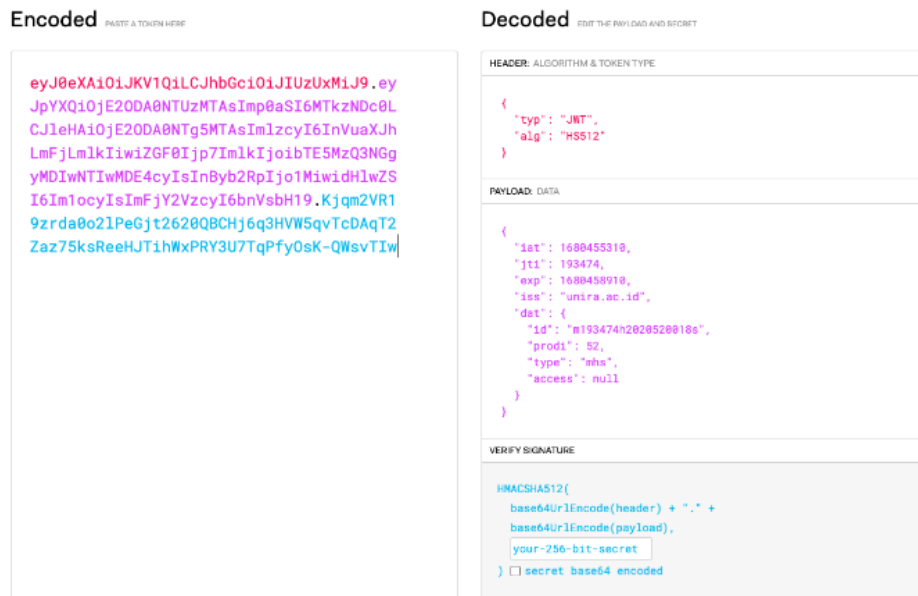 Encoded PASTE A TOKEN HERE
eyJ0eXAiOiJKV1QiLCJhbGciOiJIUzUxMiJ9.ey
JpYXQiOjE2ODA0NTUzMTAsImp0aSI6MTkzNDc0L
CJleHAiOjE2ODA0NTg5MTAsImlzcyI6InVuaXJh
LmFjLmlkIiwiZGF0Ijp7ImlkIjoibTE5MzQ3NGg
yMDIwNTIwMDE4cyIsInByb2RpIjo1MiwidHlwZS
I6Im1ocyIsImFjY2VzcyI6bnVsbH19.Kjqm2VR1
9zrda0o2lPeGjt2620QBCHj6q3HVW5qvTcDAqT2
Zaz75ksReeHJTihWxPRY3U7TqPfyOsK-QWsvTIw
Decoded EDIT THE PAYLOAD AND SECRET
HEADER: ALGORITHM & TOKEN TYPE
{
"typ": "JWT",
"alg": "HS512"
}
PAYLOAD: DATA
{
"iat": 1680455310,
"jti": 193474,
"exp": 1680458910,
"iss": "unira.ac.id",
"dat": {
"id": "m193474h2020520018s",
"prodi": 52,
"type": "mhs",
"access": null
}
}
VERIFY SIGNATURE
HMACSHA512(
base64UrlEncode(header) + "." +
base64UrlEncode(payload),
your-256-bit-secret
) secret base64 encoded